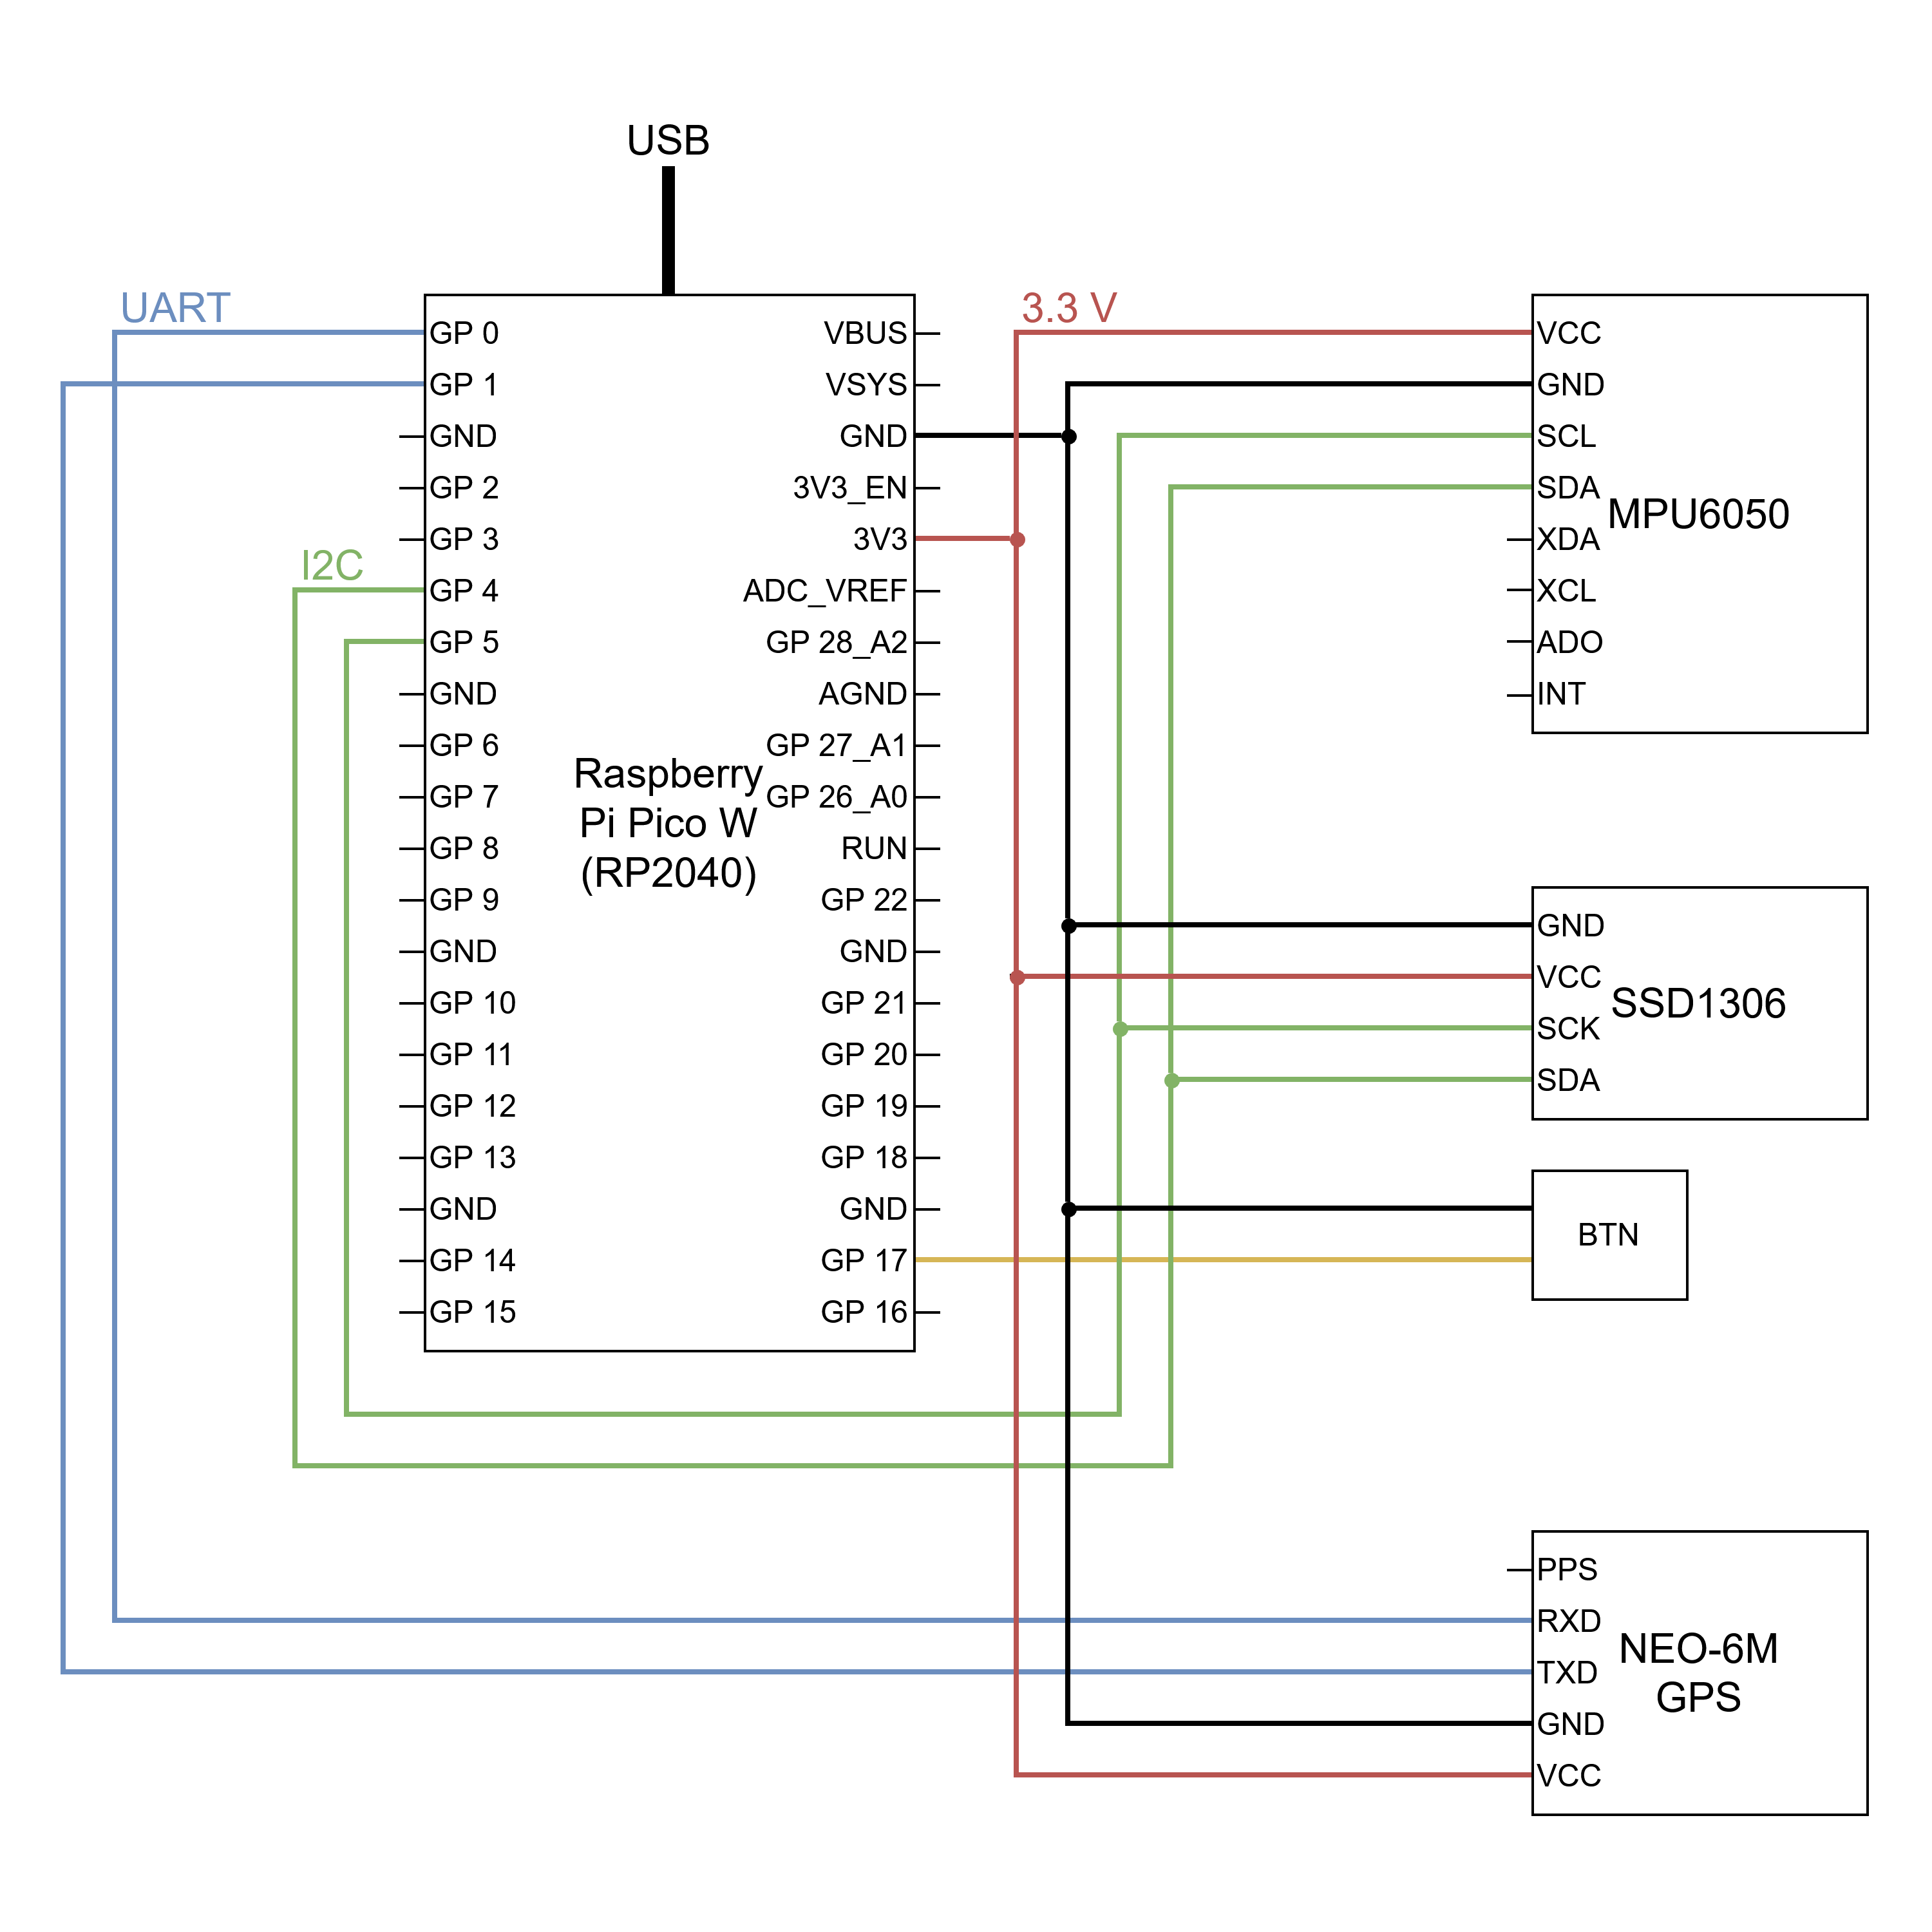 USB
UART
3.3 V
I2C
GP 0
GP 1
GND
GP 2
GP 3
GP 4
GP 5
GND
GP 6
GP 7
GP 8
GP 9
GND
GP 10
GP 11
GP 12
GP 13
GND
GP 14
GP 15
Raspberry
Pi Pico W
(RP2040)
VBUS
VSYS
GND
3V3_EN
3V3
ADC_VREF
GP 28_A2
AGND
GP 27_A1
GP 26_A0
RUN
GP 22
GND
GP 21
GP 20
GP 19
GP 18
GND
GP 17
GP 16
VCC
GND
SCL
SDA
XDA
XCL
ADO
INT
MPU6050
GND
VCC
SCK
SDA
SSD1306
BTN
PPS
RXD
TXD
GND
VCC
NEO-6M
GPS